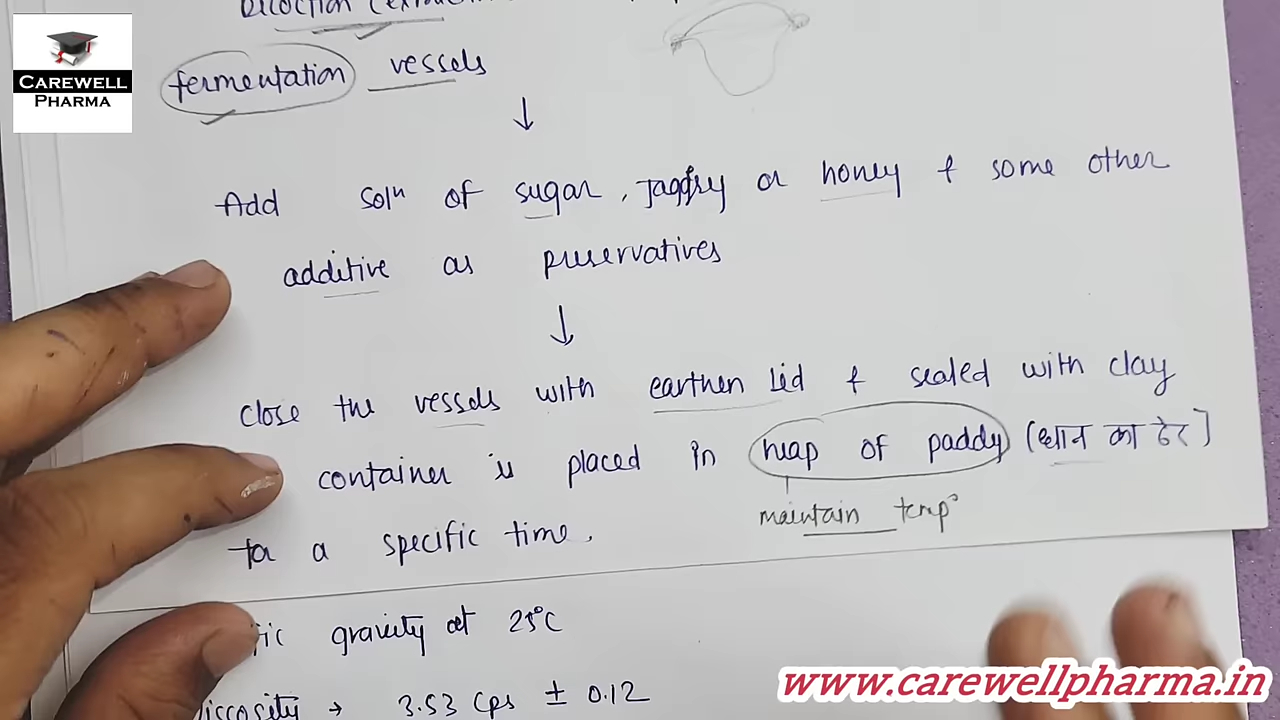 CAREWELL
PHARMA
fermentation vessels
↓
Add soln of sugar, Jaggry or honey & some other
additive as preservatives
↓
close the vessels with earthen lid & sealed with clay
container is placed in heap of paddy (धान का ढेर]
maintain temp°
for a specific time.
gravity at 25°C
viscosity → 3.53 cps ± 0.12
www.carewellpharma.in